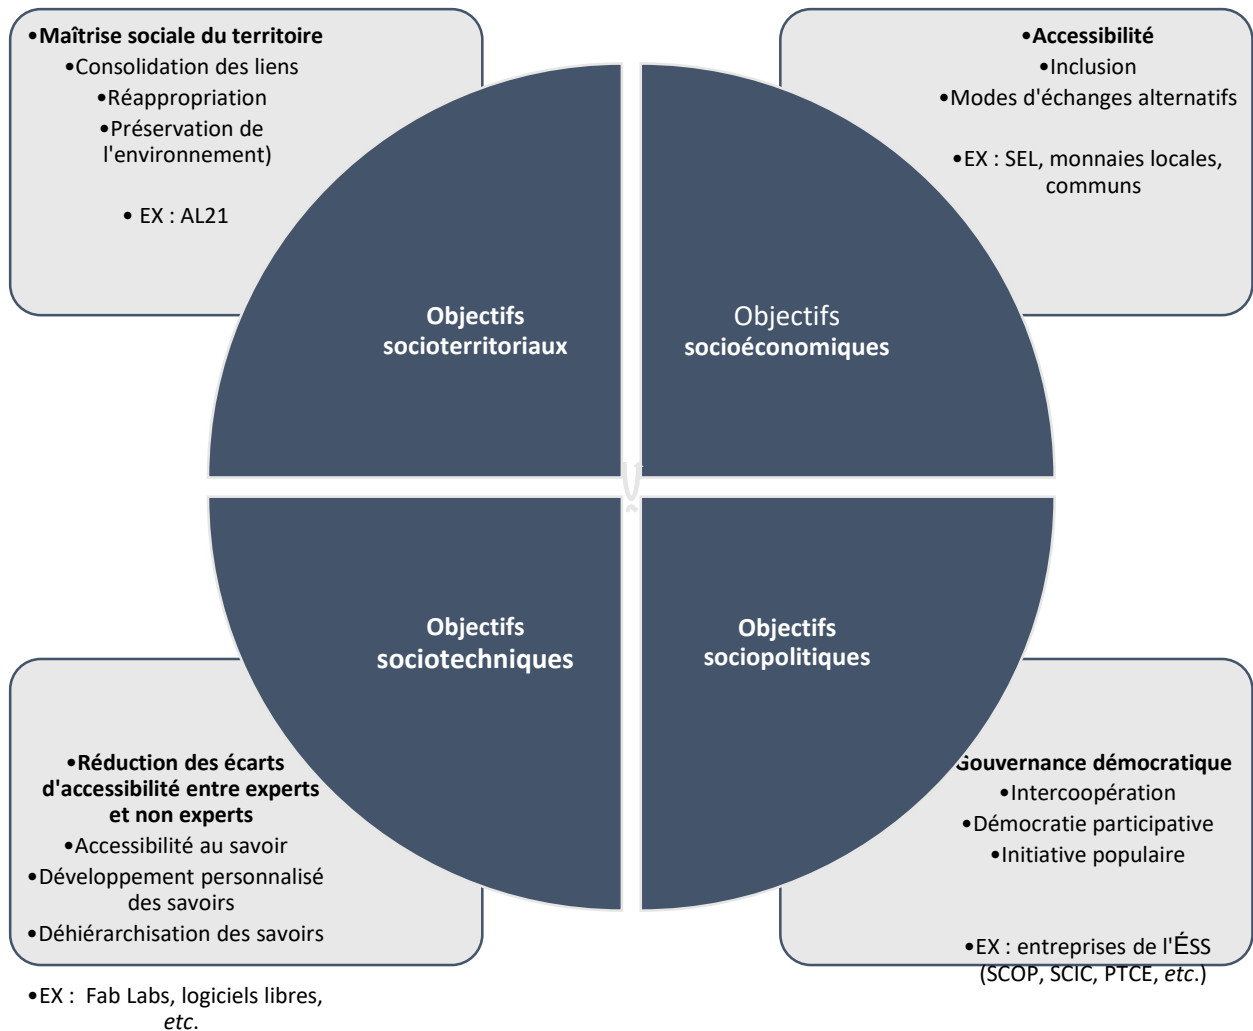 •Maîtrise sociale du territoire
•Consolidation des liens
•Réappropriation
•Préservation de
l'environnement)
• EX : AL21
•Accessibilité
•Inclusion
•Modes d'échanges alternatifs
•EX : SEL, monnaies locales,
communs
Objectifs
socioterritoriaux
Objectifs
socioéconomiques
Objectifs
sociotechniques
Objectifs
sociopolitiques
•Réduction des écarts
d'accessibilité entre experts
et non experts
•Accessibilité au savoir
•Développement personnalisé
des savoirs
•Déhiérarchisation des savoirs
•EX : Fab Labs, logiciels libres,
etc.
Gouvernance démocratique
•Intercoopération
•Démocratie participative
•Initiative populaire
•EX : entreprises de l'ÉSS
(SCOP, SCIC, PTCE, etc.)